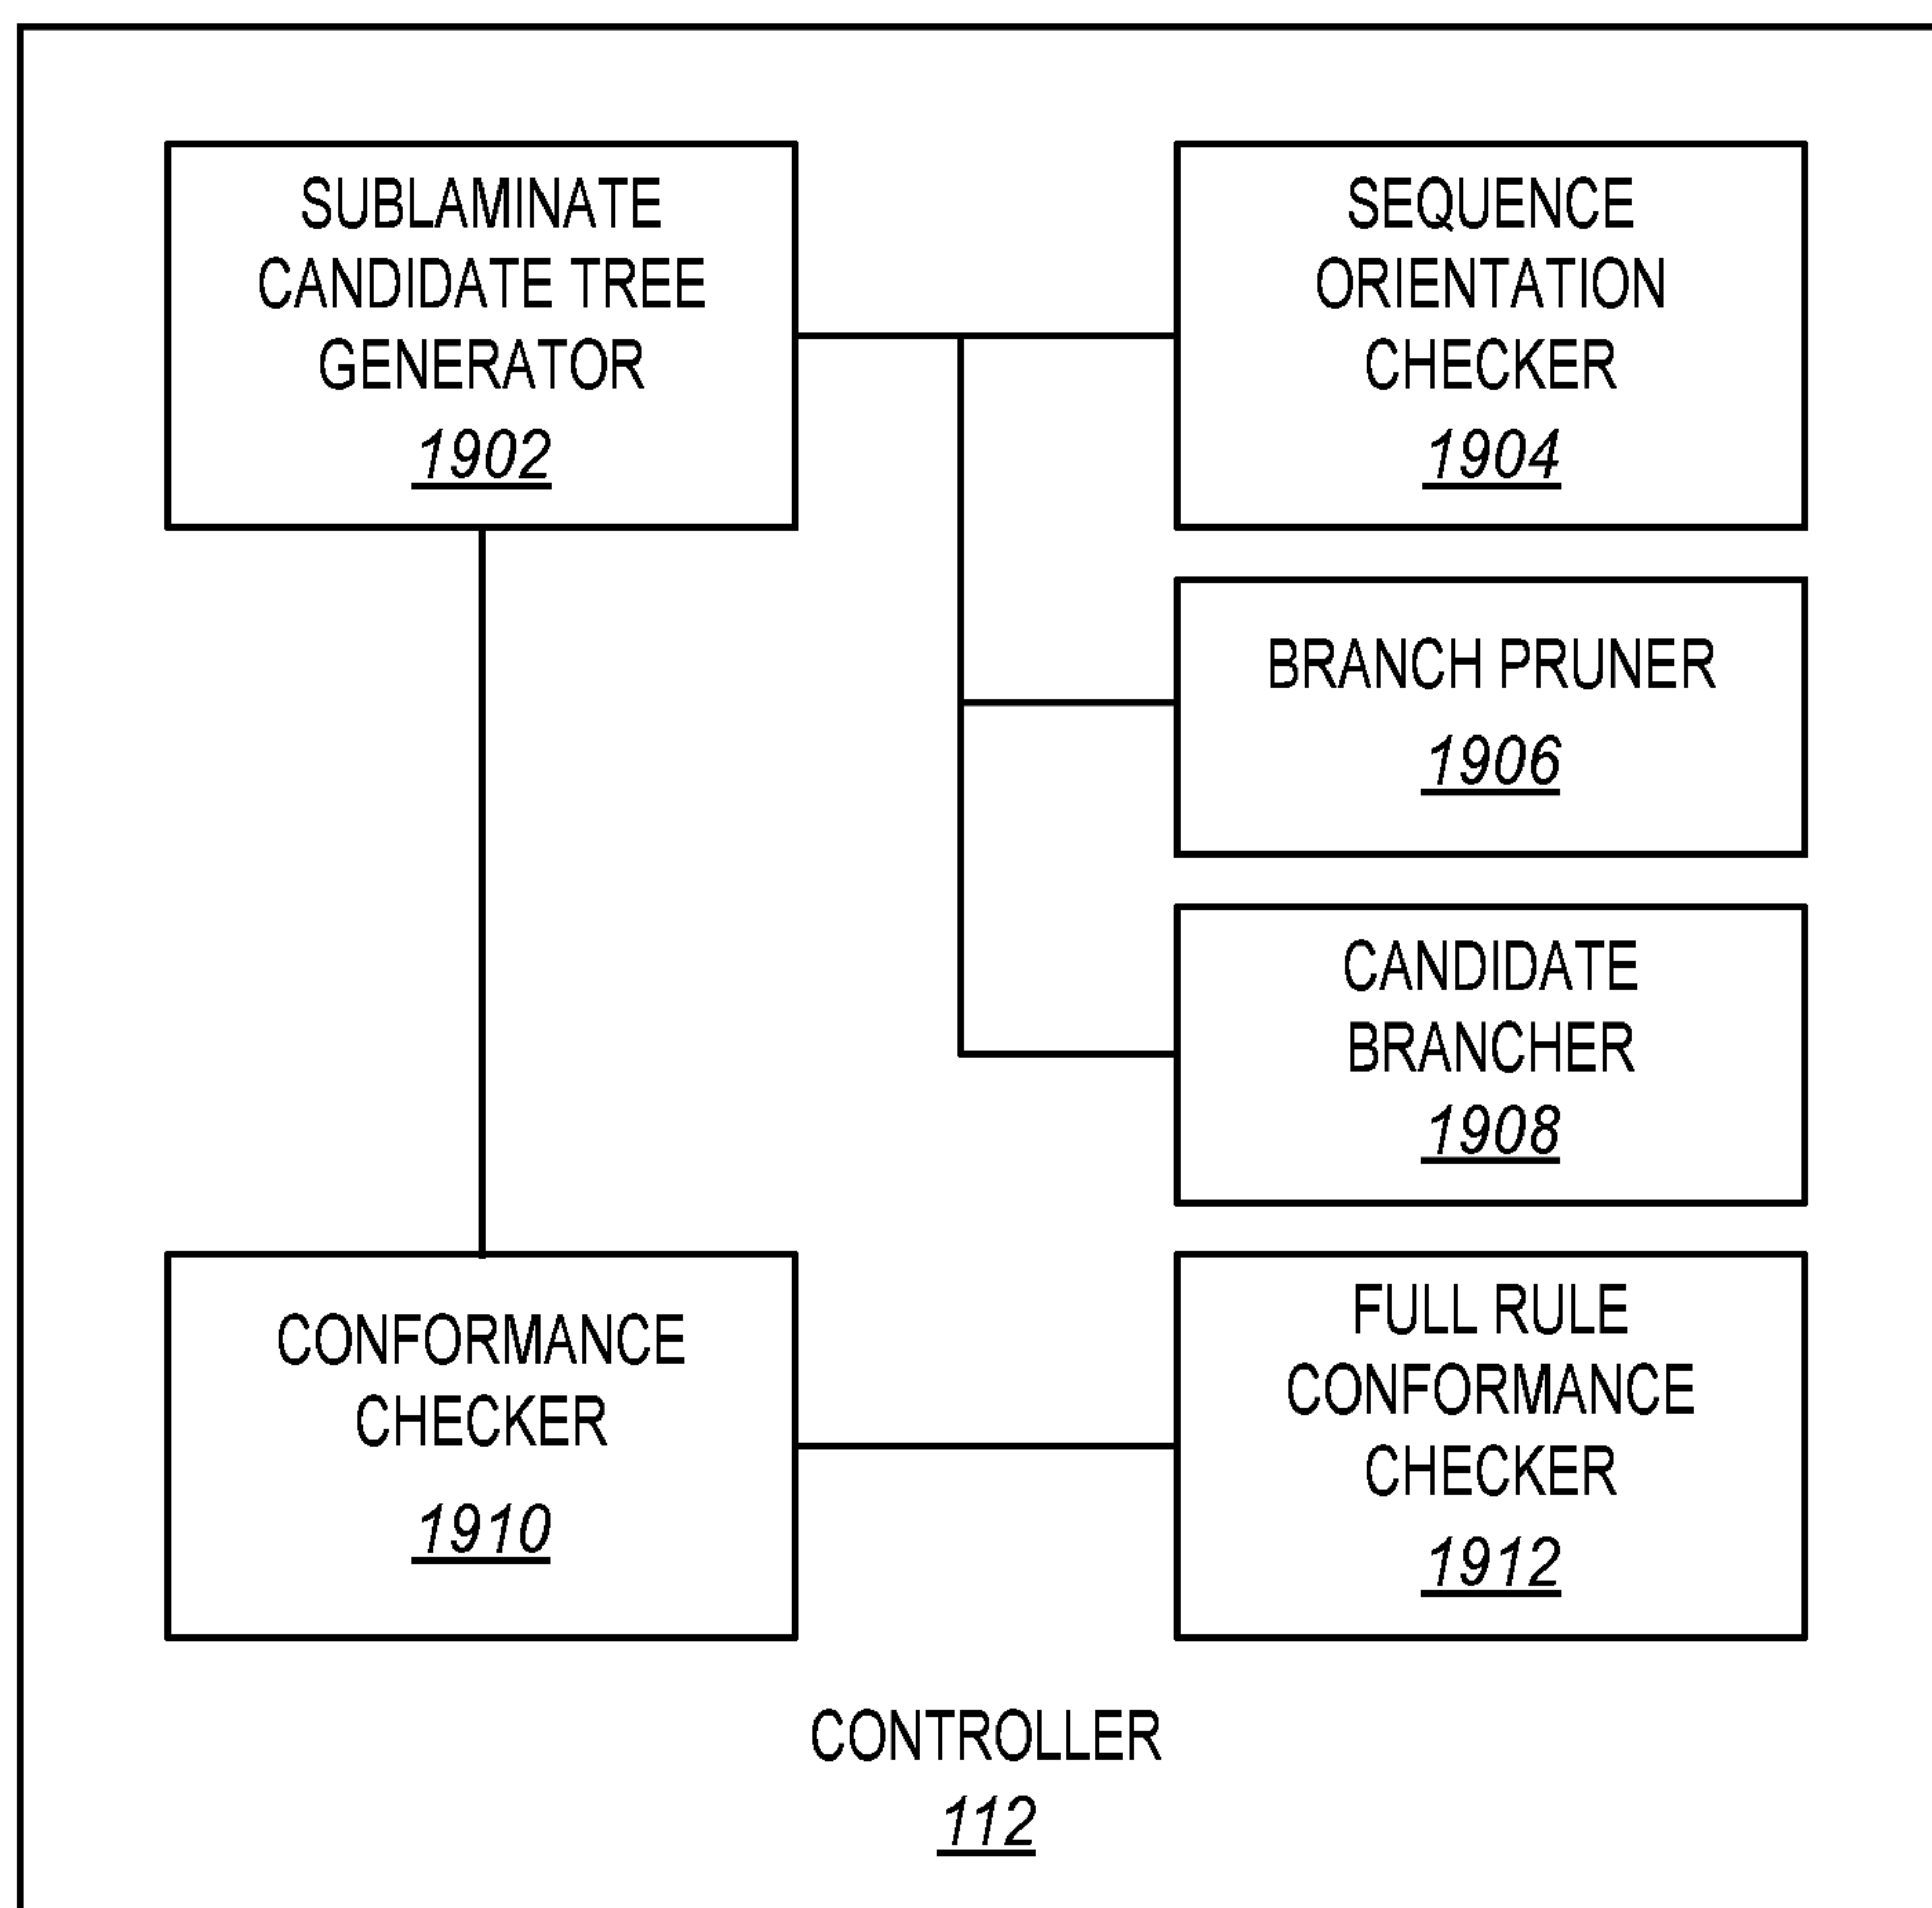 SUBLAMINATE
CANDIDATE TREE
GENERATOR
1902
SEQUENCE
ORIENTATION
CHECKER
1904
BRANCH PRUNER
1906
CANDIDATE
BRANCHER
1908
CONFORMANCE
CHECKER
1910
FULL RULE
CONFORMANCE
CHECKER
1912
CONTROLLER
112